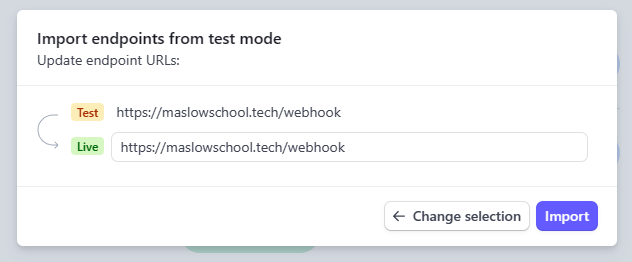 Import endpoints from test mode
Update endpoint URLs:
Test https://maslowschool.tech/webhook
Live https://maslowschool.tech/webhook
← Change selection Import